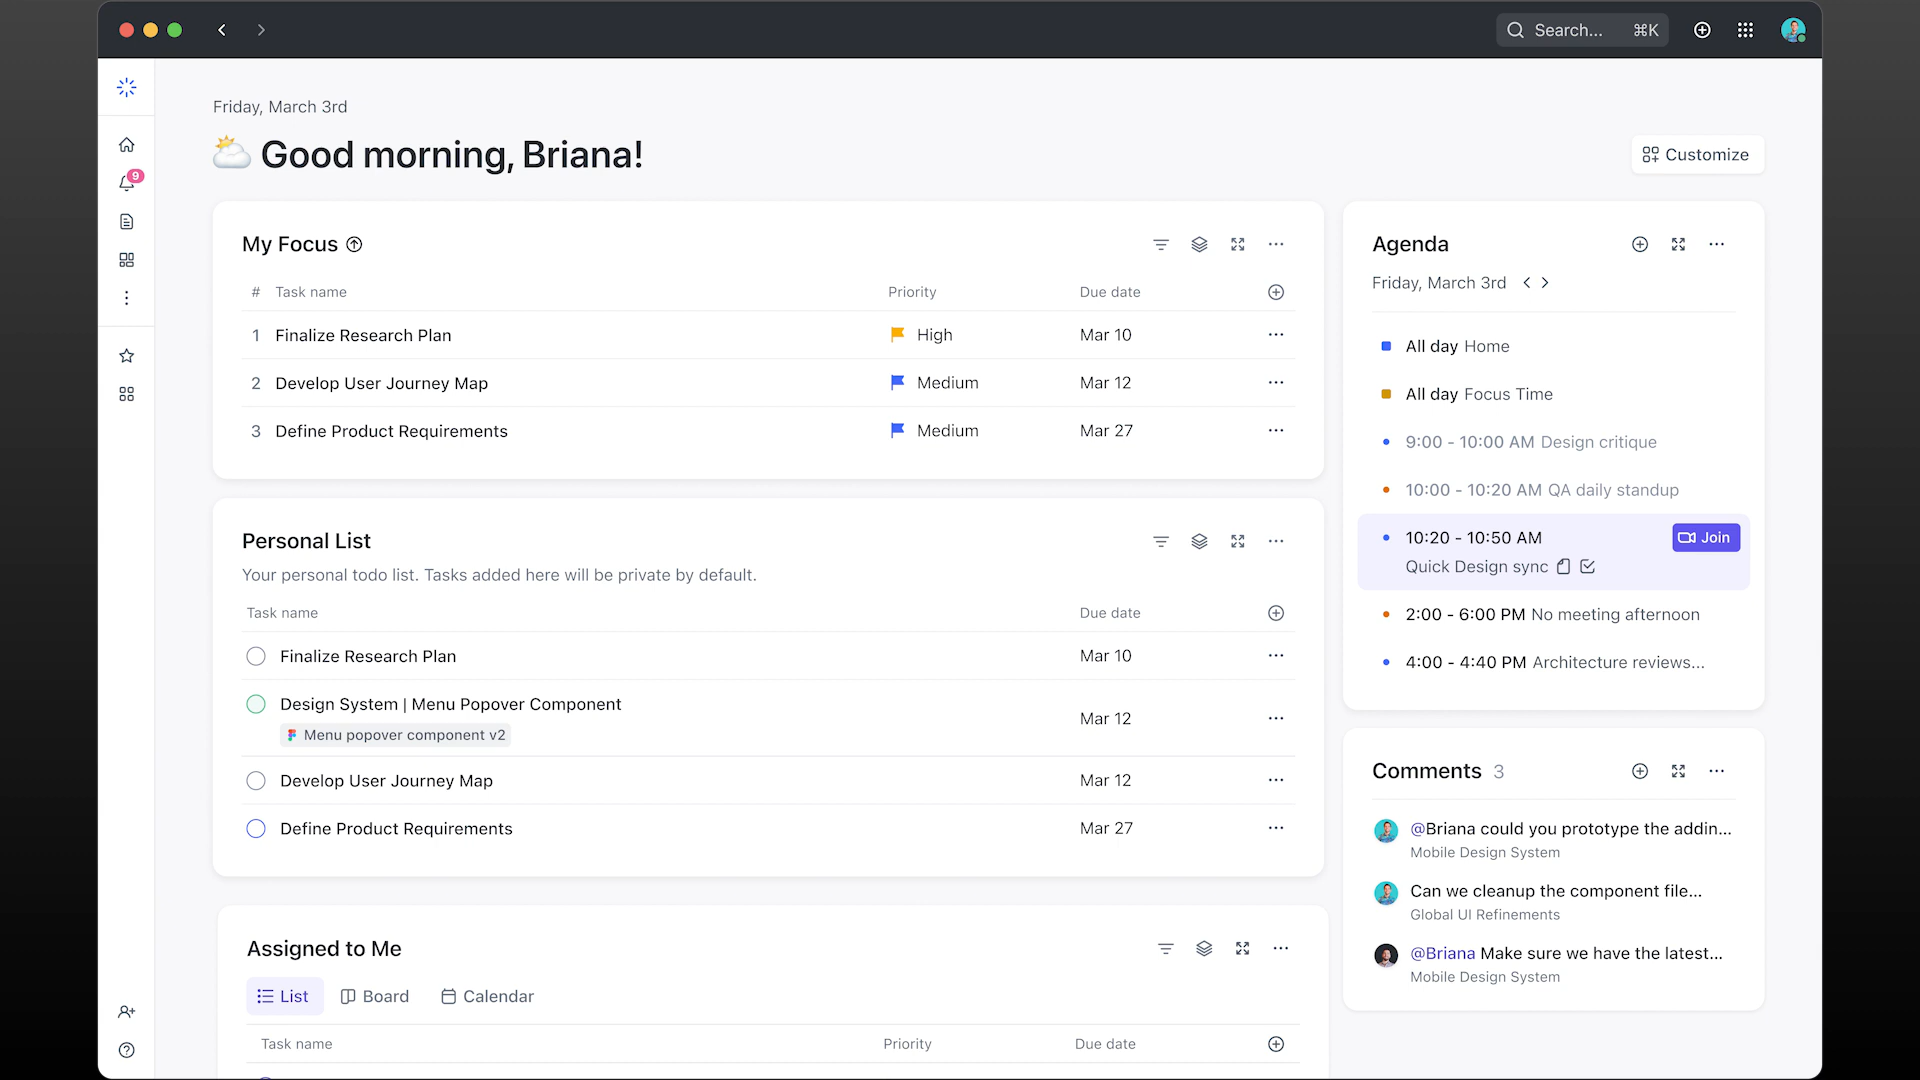 Search... ⌘K
9
Friday, March 3rd
Good morning, Briana!
Customize
My Focus
# Task name Priority Due date
1 Finalize Research Plan High Mar 10
2 Develop User Journey Map Medium Mar 12
3 Define Product Requirements Medium Mar 27
Personal List
Your personal todo list. Tasks added here will be private by default.
Task name Due date
Finalize Research Plan Mar 10
Design System | Menu Popover Component Mar 12
Menu popover component v2
Develop User Journey Map Mar 12
Define Product Requirements Mar 27
Assigned to Me
List Board Calendar
Task name Priority Due date
Agenda
Friday, March 3rd
All day Home
All day Focus Time
9:00 - 10:00 AM Design critique
10:00 - 10:20 AM QA daily standup
10:20 - 10:50 AM Join
Quick Design sync
2:00 - 6:00 PM No meeting afternoon
4:00 - 4:40 PM Architecture reviews...
Comments 3
@Briana could you prototype the addin...
Mobile Design System
Can we cleanup the component file...
Global UI Refinements
@Briana Make sure we have the latest...
Mobile Design System